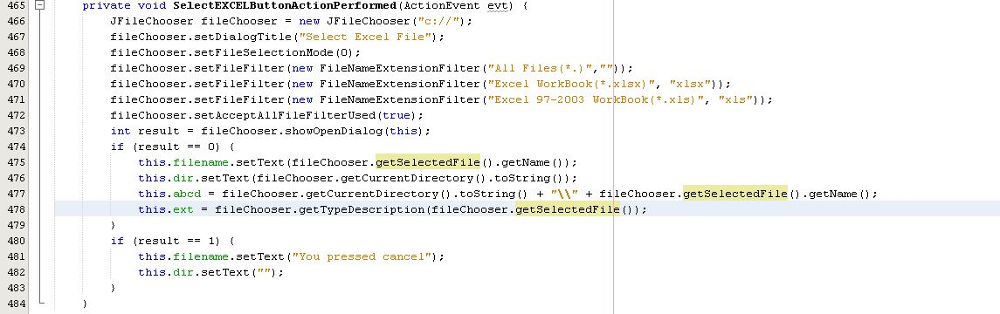 465 private void SelectEXCELButtonActionPerformed(ActionEvent evt) {
466 JFileChooser fileChooser = new JFileChooser("c://");
467 fileChooser.setDialogTitle("Select Excel File");
468 fileChooser.setFileSelectionMode(0);
469 fileChooser.setFileFilter(new FileNameExtensionFilter("All Files(*.)",""));
470 fileChooser.setFileFilter(new FileNameExtensionFilter("Excel WorkBook(*.xlsx)", "xlsx"));
471 fileChooser.setFileFilter(new FileNameExtensionFilter("Excel 97-2003 WorkBook(*.xls)", "xls"));
472 fileChooser.setAcceptAllFileFilterUsed(true);
473 int result = fileChooser.showOpenDialog(this);
474 if (result == 0) {
475 this.filename.setText(fileChooser.getSelectedFile().getName());
476 this.dir.setText(fileChooser.getCurrentDirectory().toString());
477 this.abcd = fileChooser.getCurrentDirectory().toString() + "\\" + fileChooser.getSelectedFile().getName();
478 this.ext = fileChooser.getTypeDescription(fileChooser.getSelectedFile());
479 }
480 if (result == 1) {
481 this.filename.setText("You pressed cancel");
482 this.dir.setText("");
483 }
484 }